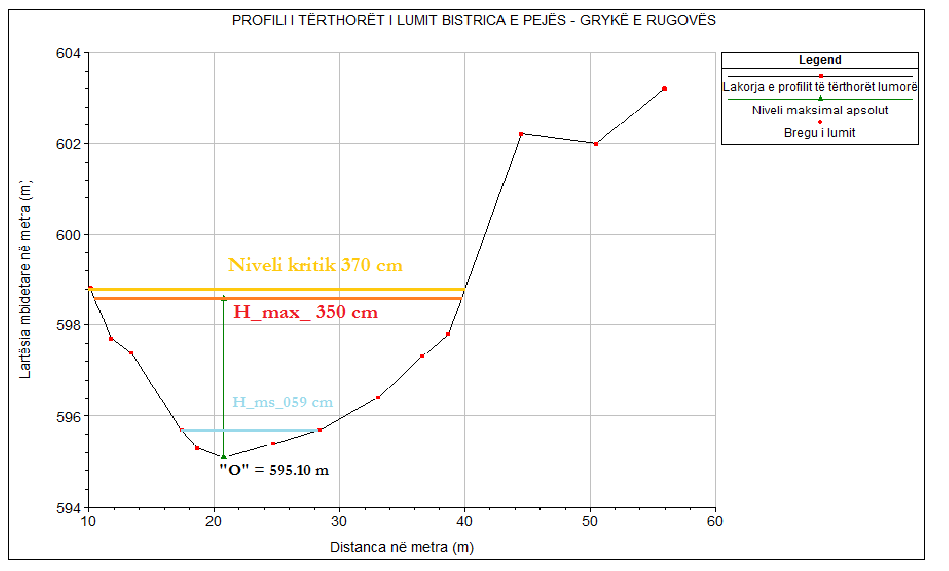 PROFILI I TËRTHORËT I LUMIT BISTRICA E PEJËS - GRYKË E RUGOVËS
Legend
Lakorja e profilit të tërthorët lumorë
Niveli maksimal apsolut
Bregu i lumit
Lartësia mbidetare në metra (m)
604
602
600
598
596
594
Niveli kritik 370 cm
H_max_ 350 cm
H_ms_059 cm
"O" = 595.10 m
10
20
30
40
50
60
Distanca në metra (m)